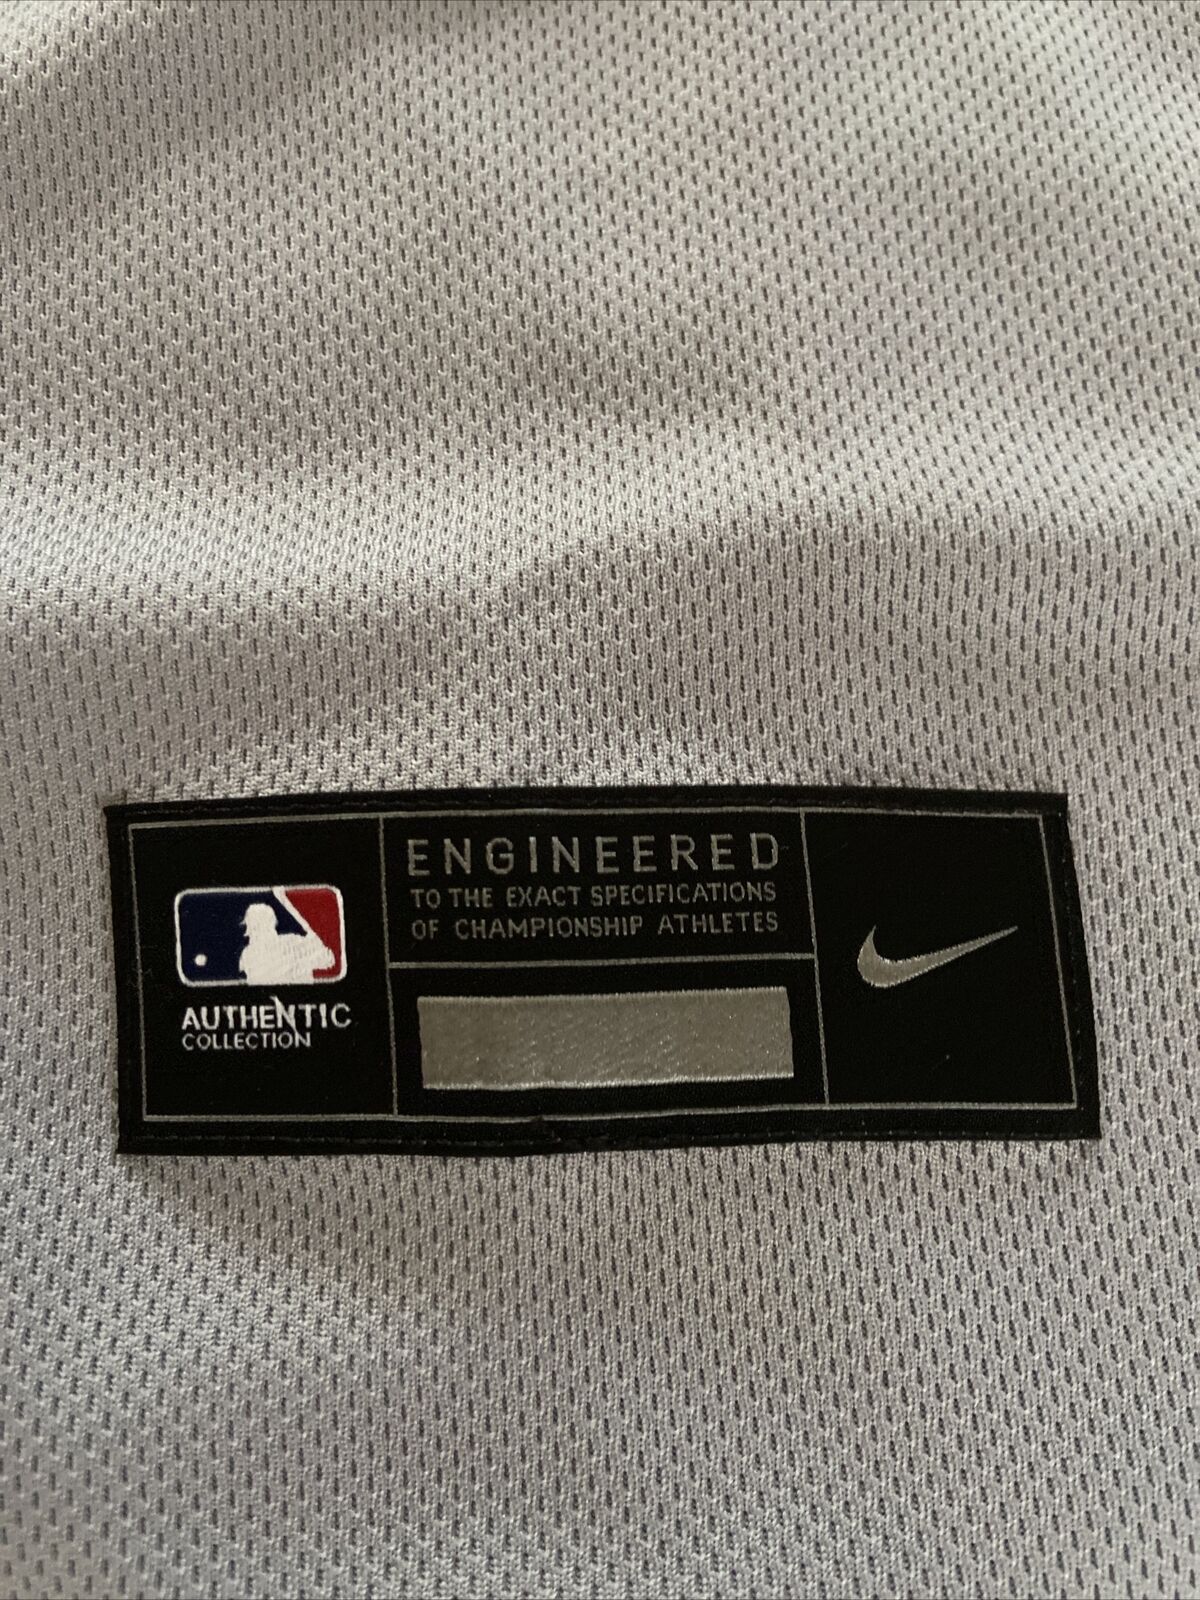 ENGINEERED
TO THE EXACT SPECIFICATIONS
OF CHAMPIONSHIP ATHLETES
AUTHENTIC
COLLECTION